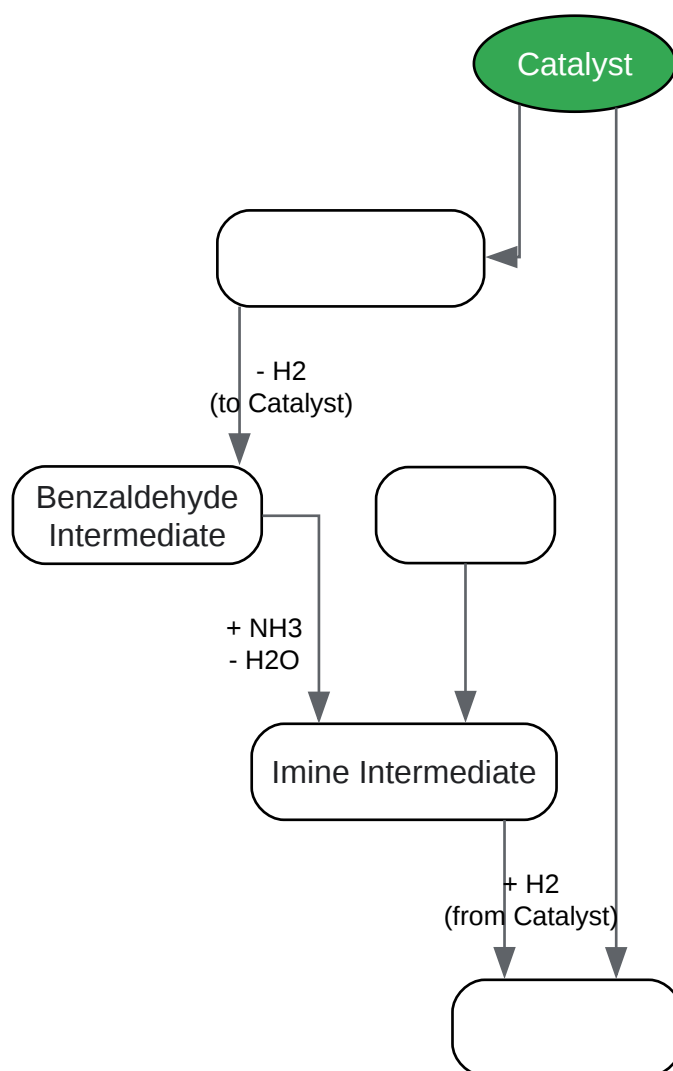 Catalyst
- H2
(to Catalyst)
Benzaldehyde
Intermediate
+ NH3
- H2O
Imine Intermediate
+ H2
(from Catalyst)